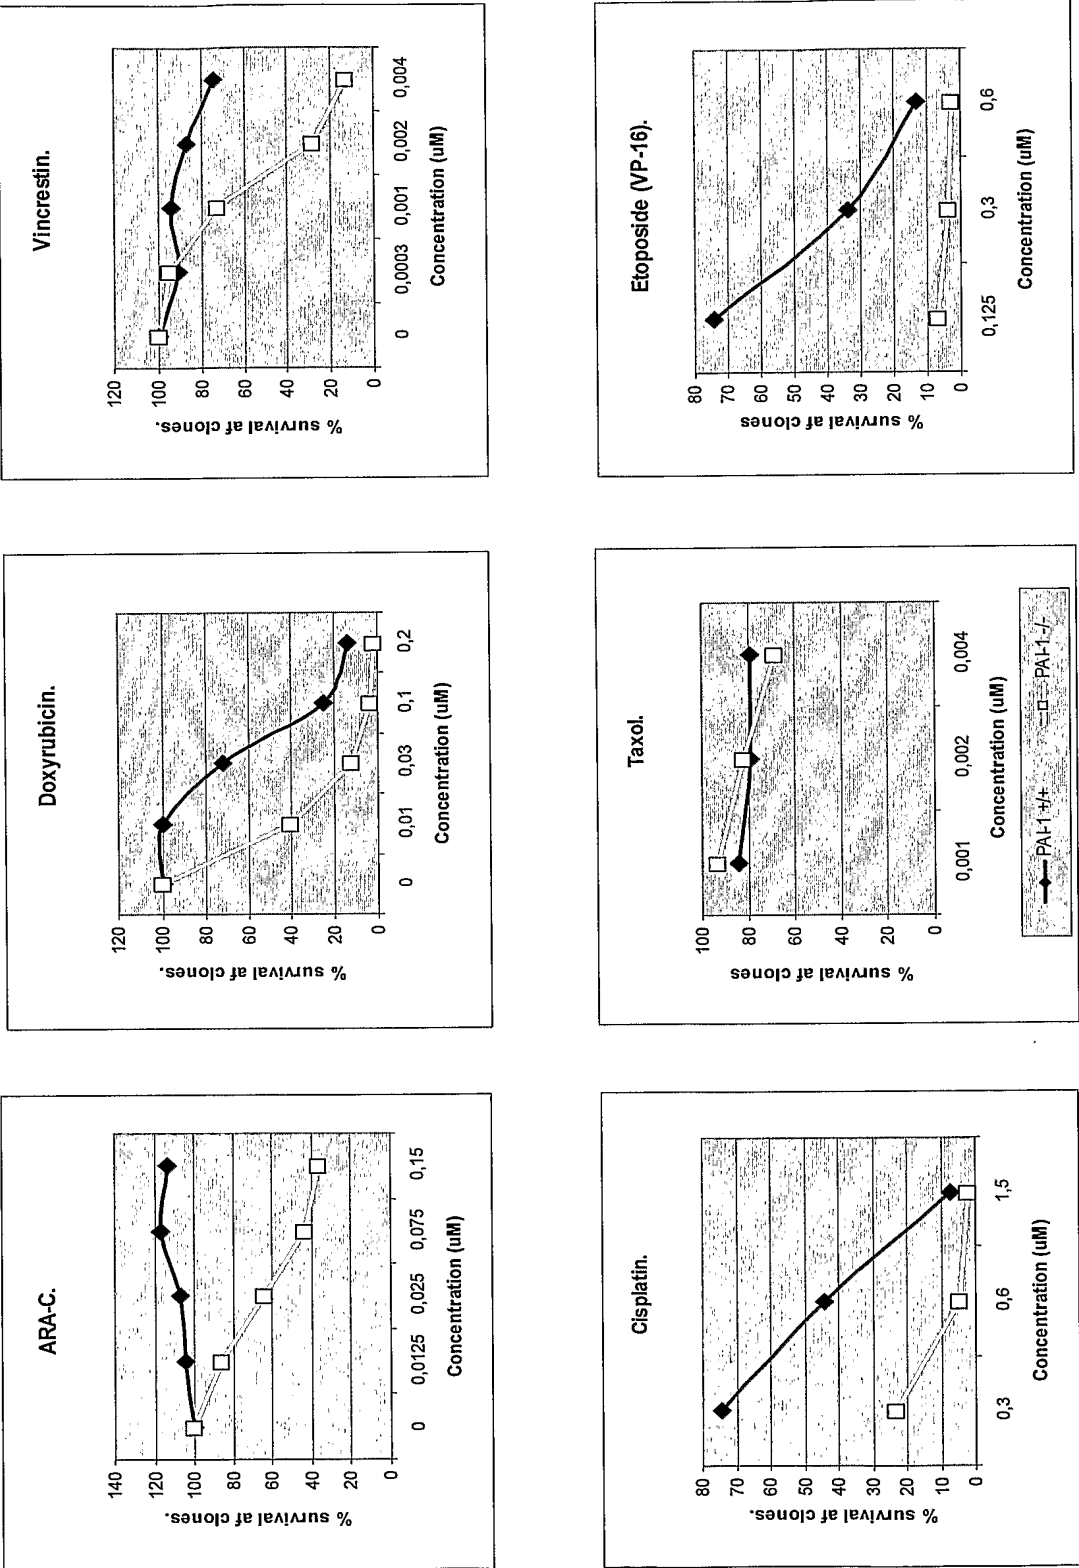 ARA-C.
% survival af clones.
140
120
100
80
60
40
20
0
0 0,0125 0,025 0,075 0,15
Concentration (uM)
Doxyrubicin.
% survival af clones.
120
100
80
60
40
20
0
0 0,01 0,03 0,1 0,2
Concentration (uM)
Vincrestin.
% survival af clones.
120
100
80
60
40
20
0
0 0,0003 0,001 0,002 0,004
Concentration (uM)
Cisplatin.
% survival af clones.
80
70
60
50
40
30
20
10
0
0,3 0,6 1,5
Concentration (uM)
Taxol.
% survival af clones
100
80
60
40
20
0
0,001 0,002 0,004
Concentration (uM)
PAI-1 +/+ PAI-1 -/-
Etoposide (VP-16).
% survival af clones
80
70
60
50
40
30
20
10
0
0,125 0,3 0,6
Concentration (uM)